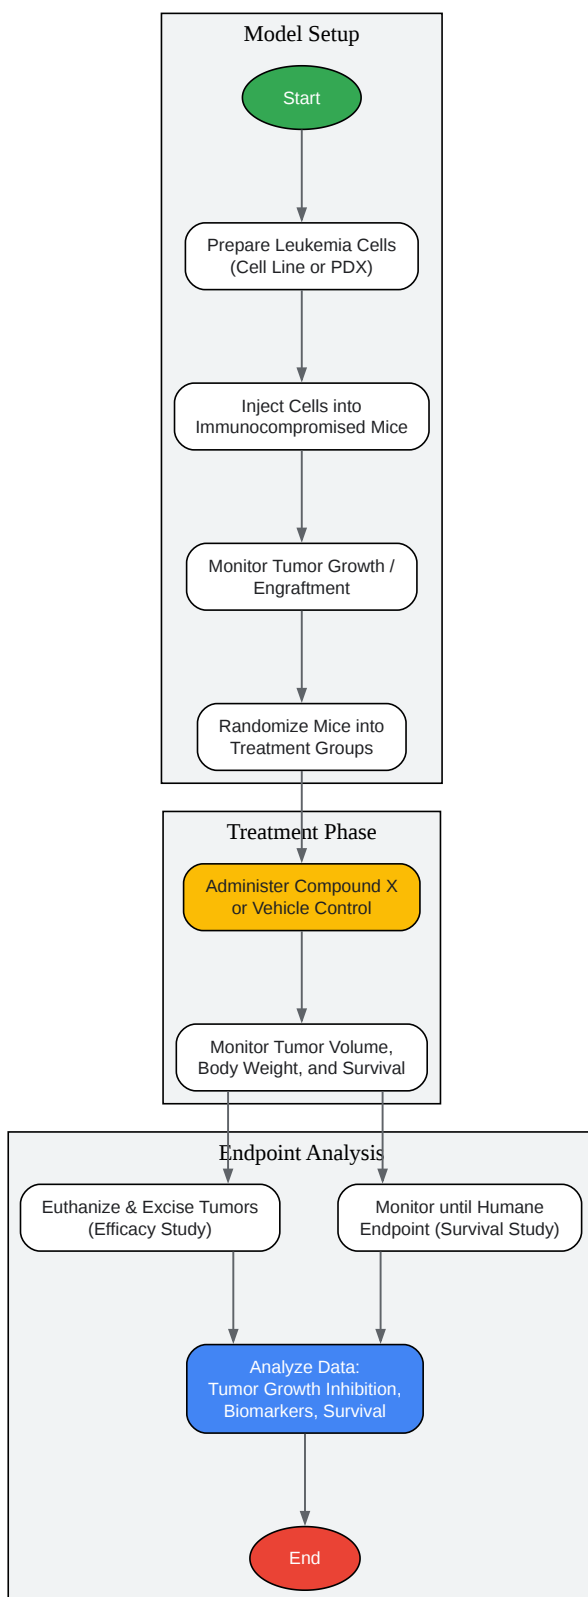 Model Setup
Start
Prepare Leukemia Cells
(Cell Line or PDX)
Inject Cells into
Immunocompromised Mice
Monitor Tumor Growth /
Engraftment
Randomize Mice into
Treatment Groups
Treatment Phase
Administer Compound X
or Vehicle Control
Monitor Tumor Volume,
Body Weight, and Survival
Endpoint Analysis
Euthanize & Excise Tumors
(Efficacy Study)
Monitor until Humane
Endpoint (Survival Study)
Analyze Data:
Tumor Growth Inhibition,
Biomarkers, Survival
End